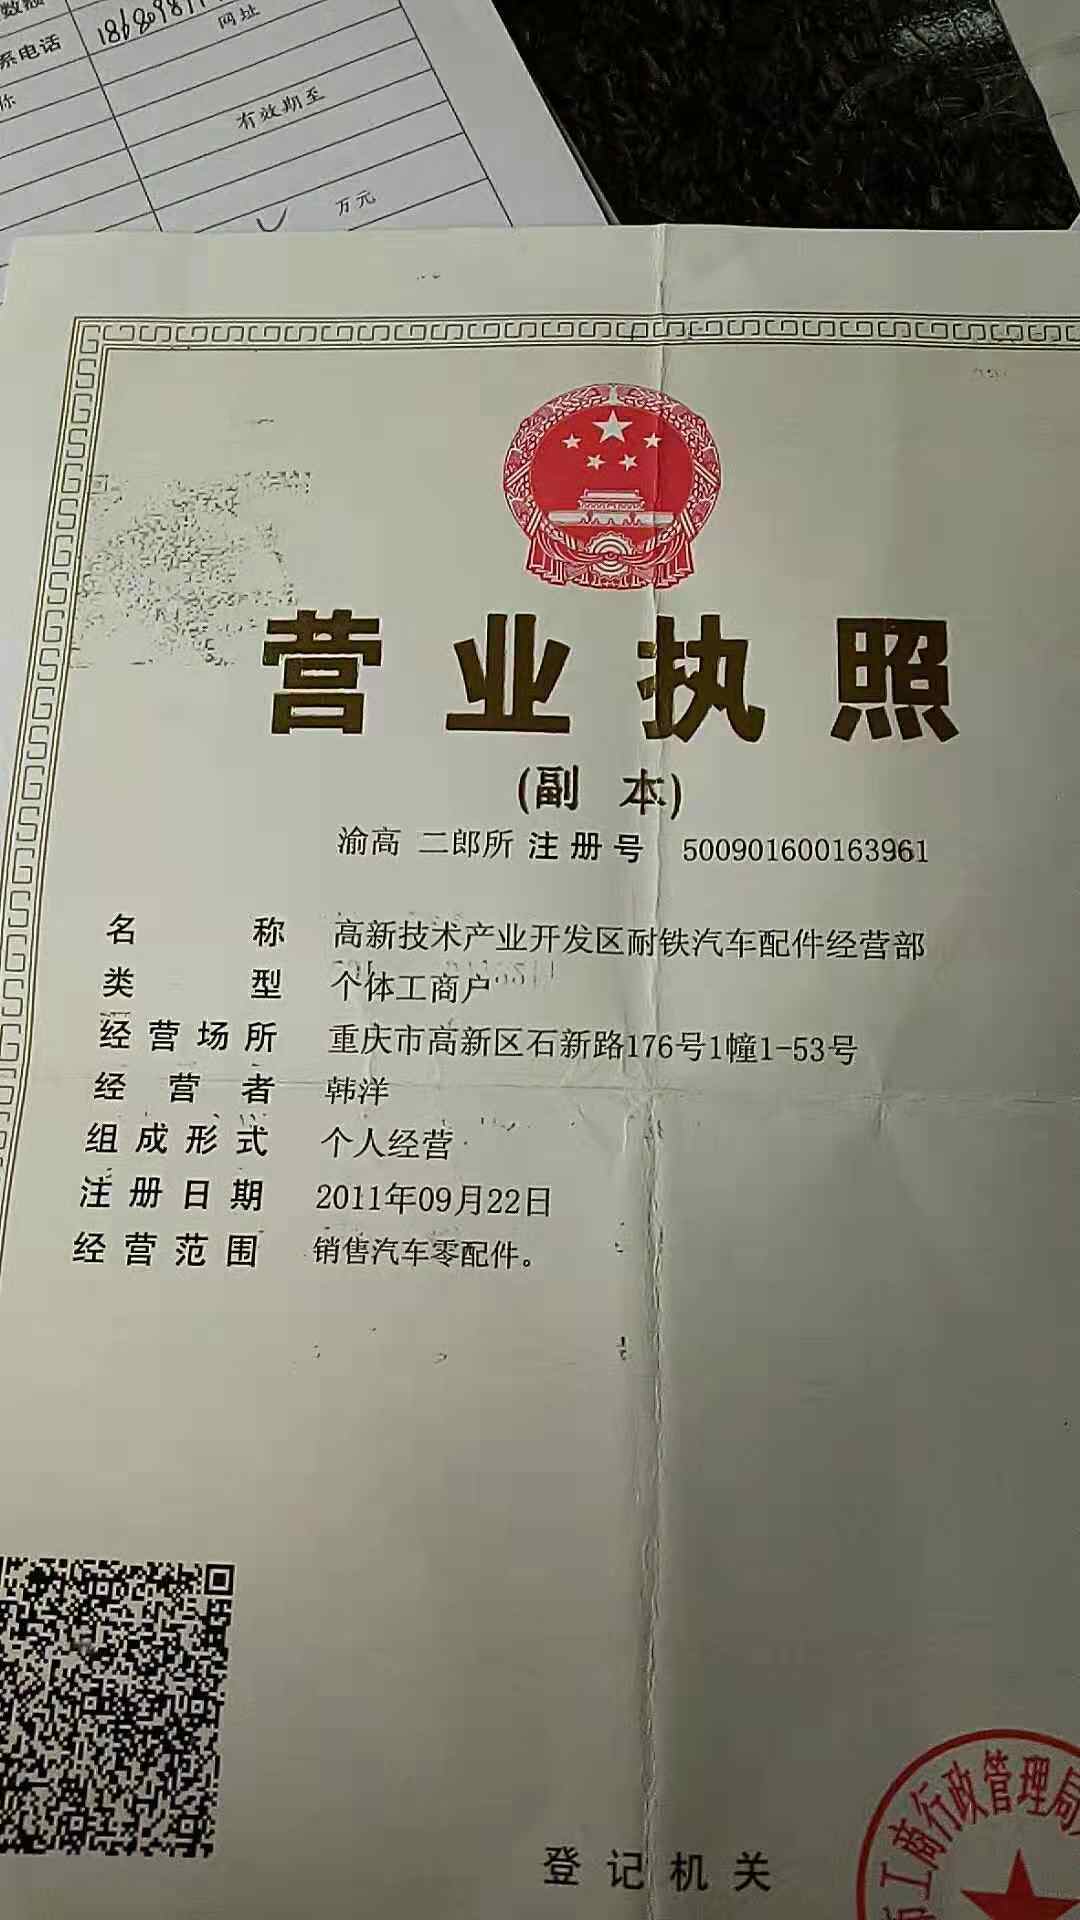 数额
系电话
网址
称
有效期至
万元
营业执照
(副 本)
渝高 二郎所 注册号 500901600163961
名称 高新技术产业开发区耐铁汽车配件经营部
类型 个体工商户
经营场所 重庆市高新区石新路176号1幢1-53号
经营者 韩洋
组成形式 个人经营
注册日期 2011年09月22日
经营范围 销售汽车零配件。
登记机关
工商行政管理局